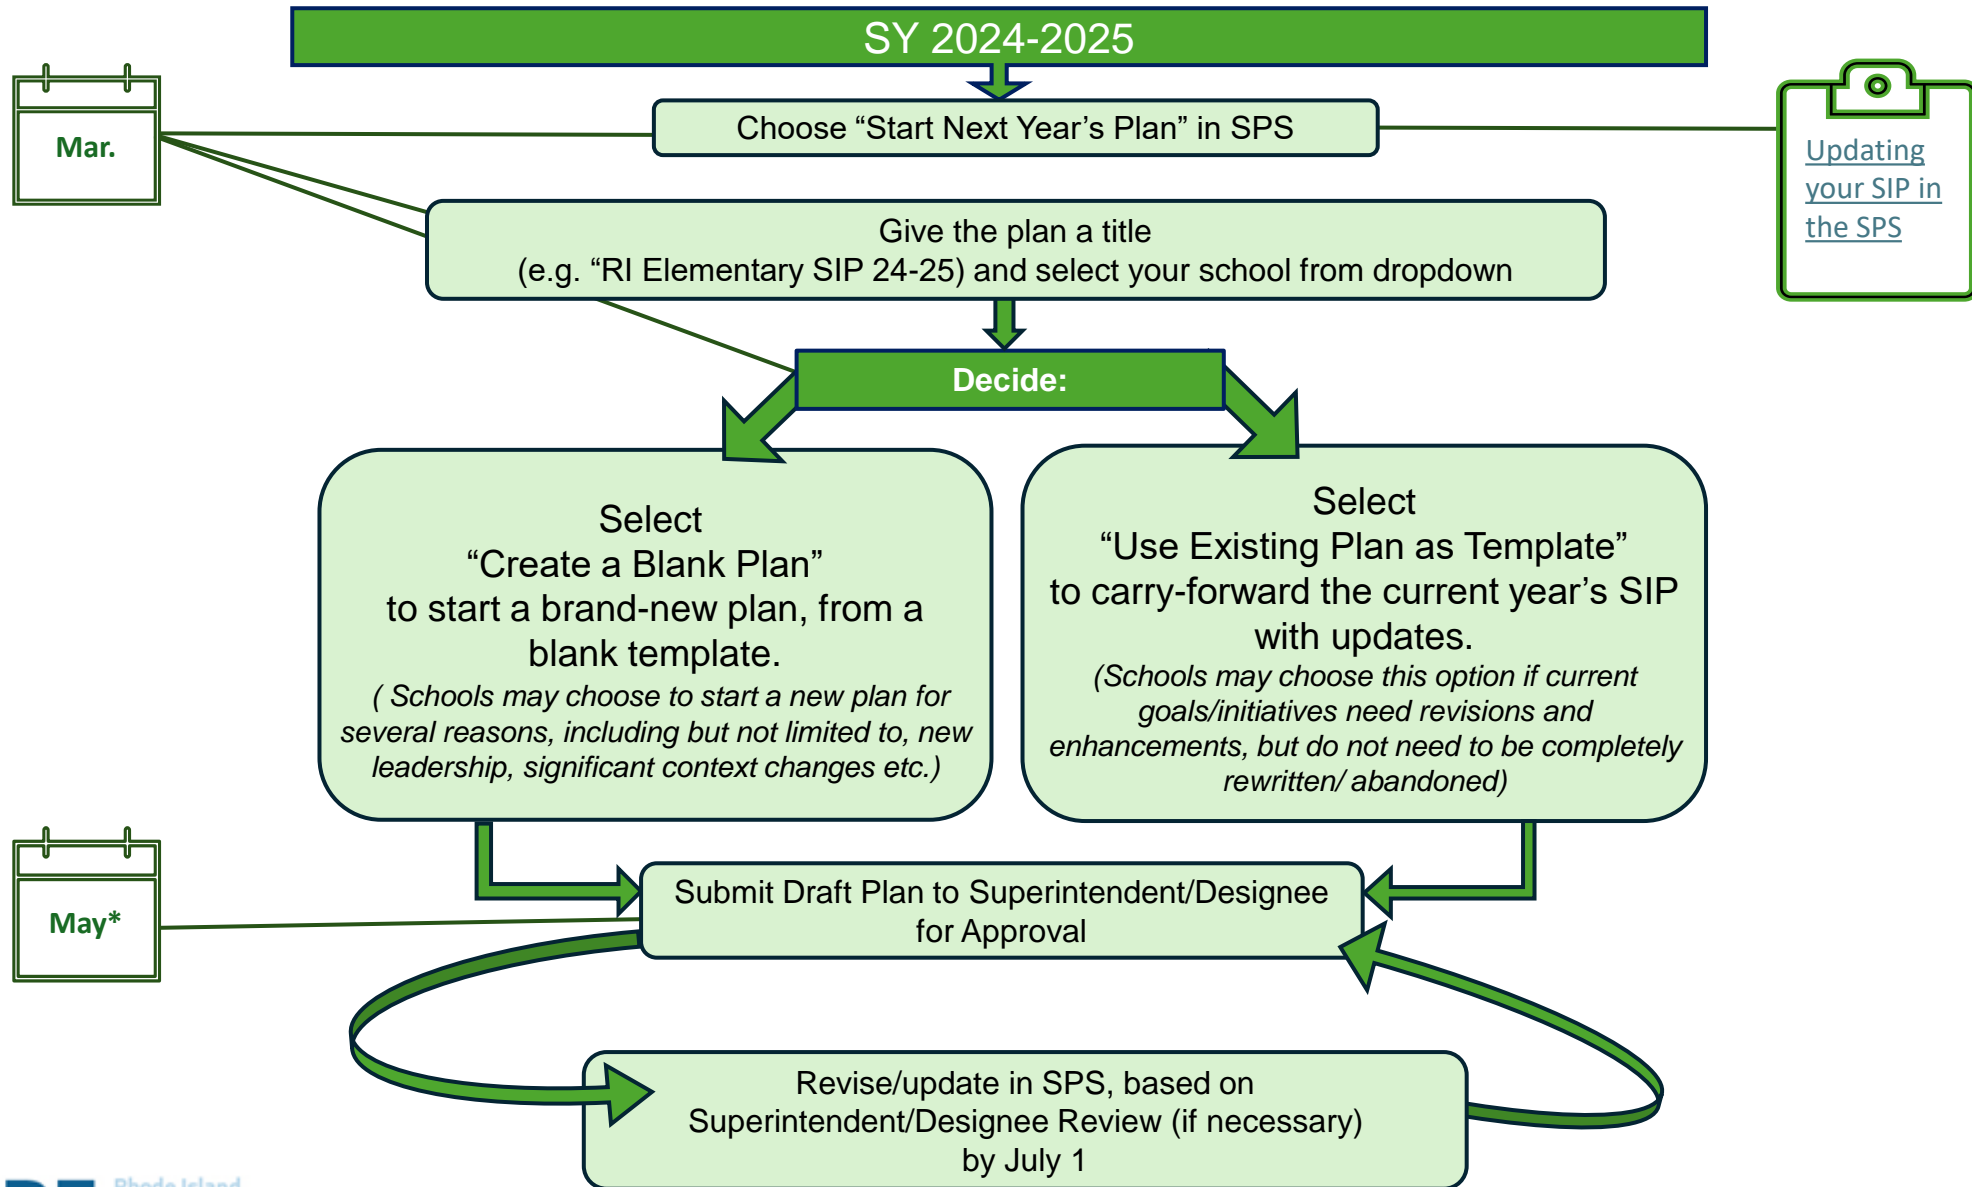 SY 2024-2025
Mar.
Choose “Start Next Year’s Plan” in SPS
Updating
your SIP in
the SPS
Give the plan a title
(e.g. “RI Elementary SIP 24-25) and select your school from dropdown
Decide:
Select
“Create a Blank Plan”
to start a brand-new plan, from a
blank template.
( Schools may choose to start a new plan for
several reasons, including but not limited to, new
leadership, significant context changes etc.)
Select
“Use Existing Plan as Template”
to carry-forward the current year’s SIP
with updates.
(Schools may choose this option if current
goals/initiatives need revisions and
enhancements, but do not need to be completely
rewritten/ abandoned)
May*
Submit Draft Plan to Superintendent/Designee
for Approval
Revise/update in SPS, based on
Superintendent/Designee Review (if necessary)
by July 1
Rhode Island